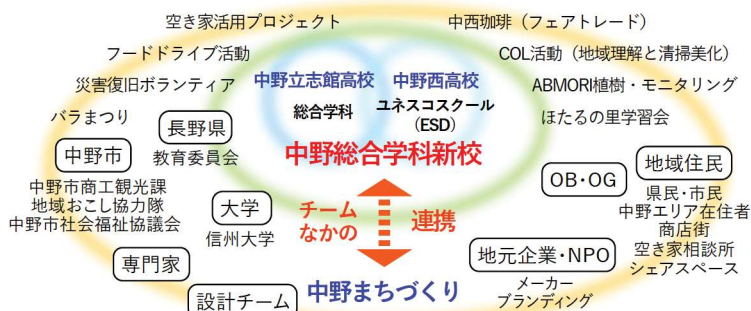 空き家活用プロジェクト
中西珈琲（フェアトレード）
フードドライブ活動
COL活動（地域理解と清掃美化）
災害復旧ボランティア
中野立志館高校
中野西高校
ABMORI植樹・モニタリング
総合学科
ユネスコスクール
（ESD）
バラまつり
ほたるの里学習会
長野県
教育委員会
中野総合学科新校
中野市
中野市商工観光課
地域おこし協力隊
中野市社会福祉協議会
大学
信州大学
チーム
なかの
連携
OB・OG
地域住民
県民・市民
中野エリア在住者
商店街
空き家相談所
シェアスペース
専門家
設計チーム
中野まちづくり
地元企業・NPO
メーカー
ブランディング